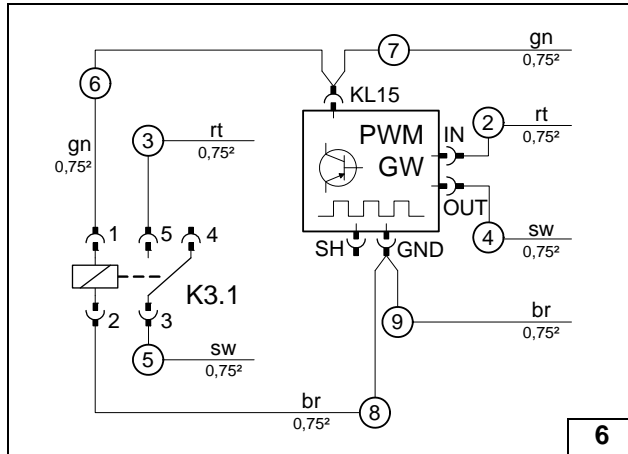 7
gn
0,75²
6
KL15
PWM
GW
IN
2
rt
0,75²
gn
0,75²
3
rt
0,75²
OUT
4
sw
0,75²
SH
GND
1
5
4
K3.1
2
3
9
br
0,75²
5
sw
0,75²
br
0,75²
8
6